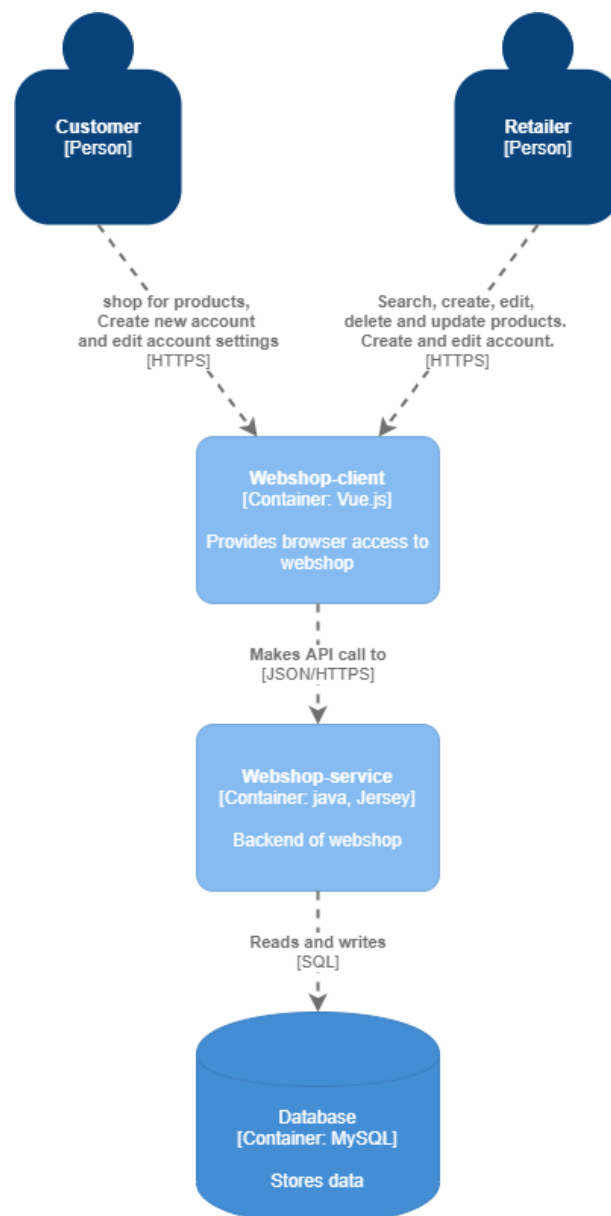 Customer
[Person]
Retailer
[Person]
shop for products,
Create new account
and edit account settings
[HTTPS]
Search, create, edit,
delete and update products.
Create and edit account.
[HTTPS]
Webshop-client
[Container: Vue.js]
Provides browser access to
webshop
Makes API call to
[JSON/HTTPS]
Webshop-service
[Container: java, Jersey]
Backend of webshop
Reads and writes
[SQL]
Database
[Container: MySQL]
Stores data